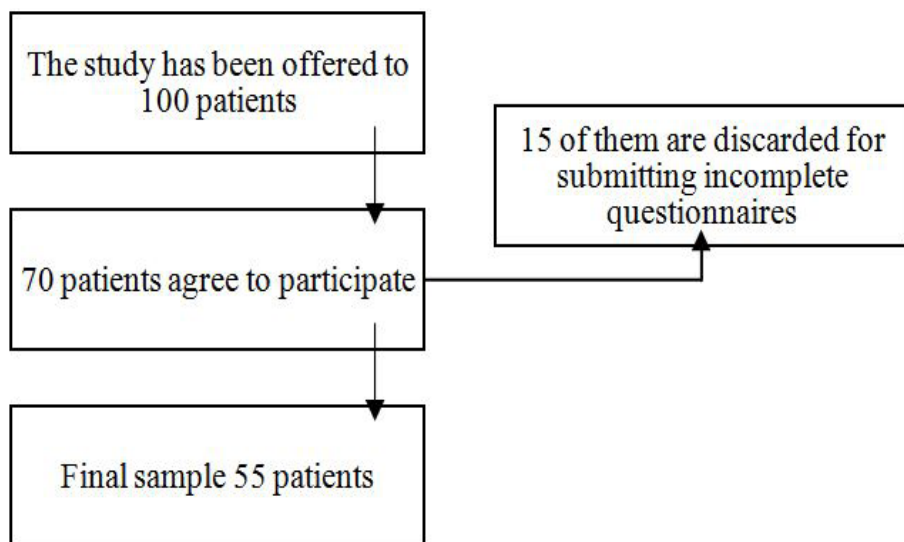 The study has been offered to
100 patients
15 of them are discarded for
submitting incomplete
questionnaires
70 patients agree to participate
Final sample 55 patients